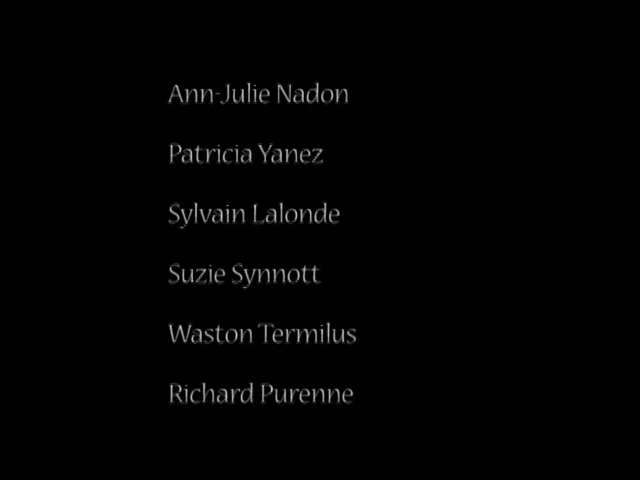 Ann-Julie Nadon
Patricia Yanez
Sylvain Lalonde
Suzie Synnott
Waston Termilus
Richard Purenne